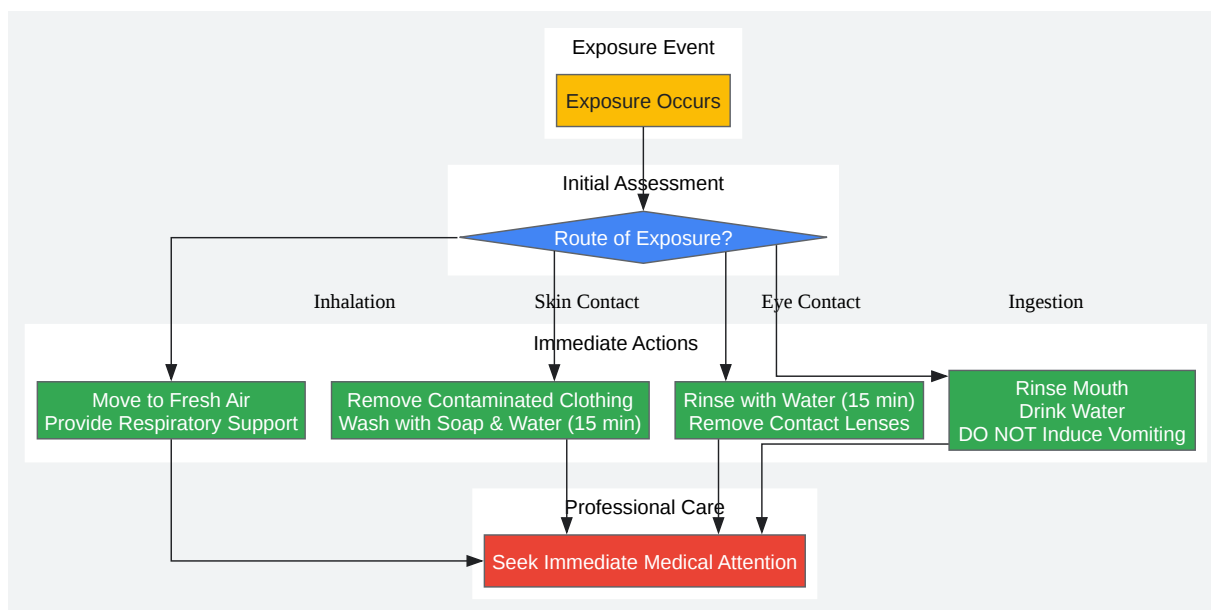 Exposure Event
Exposure Occurs
Initial Assessment
Route of Exposure?
Inhalation
Skin Contact
Eye Contact
Ingestion
Immediate Actions
Move to Fresh Air
Provide Respiratory Support
Remove Contaminated Clothing
Wash with Soap & Water (15 min)
Rinse with Water (15 min)
Remove Contact Lenses
Rinse Mouth
Drink Water
DO NOT Induce Vomiting
Professional Care
Seek Immediate Medical Attention